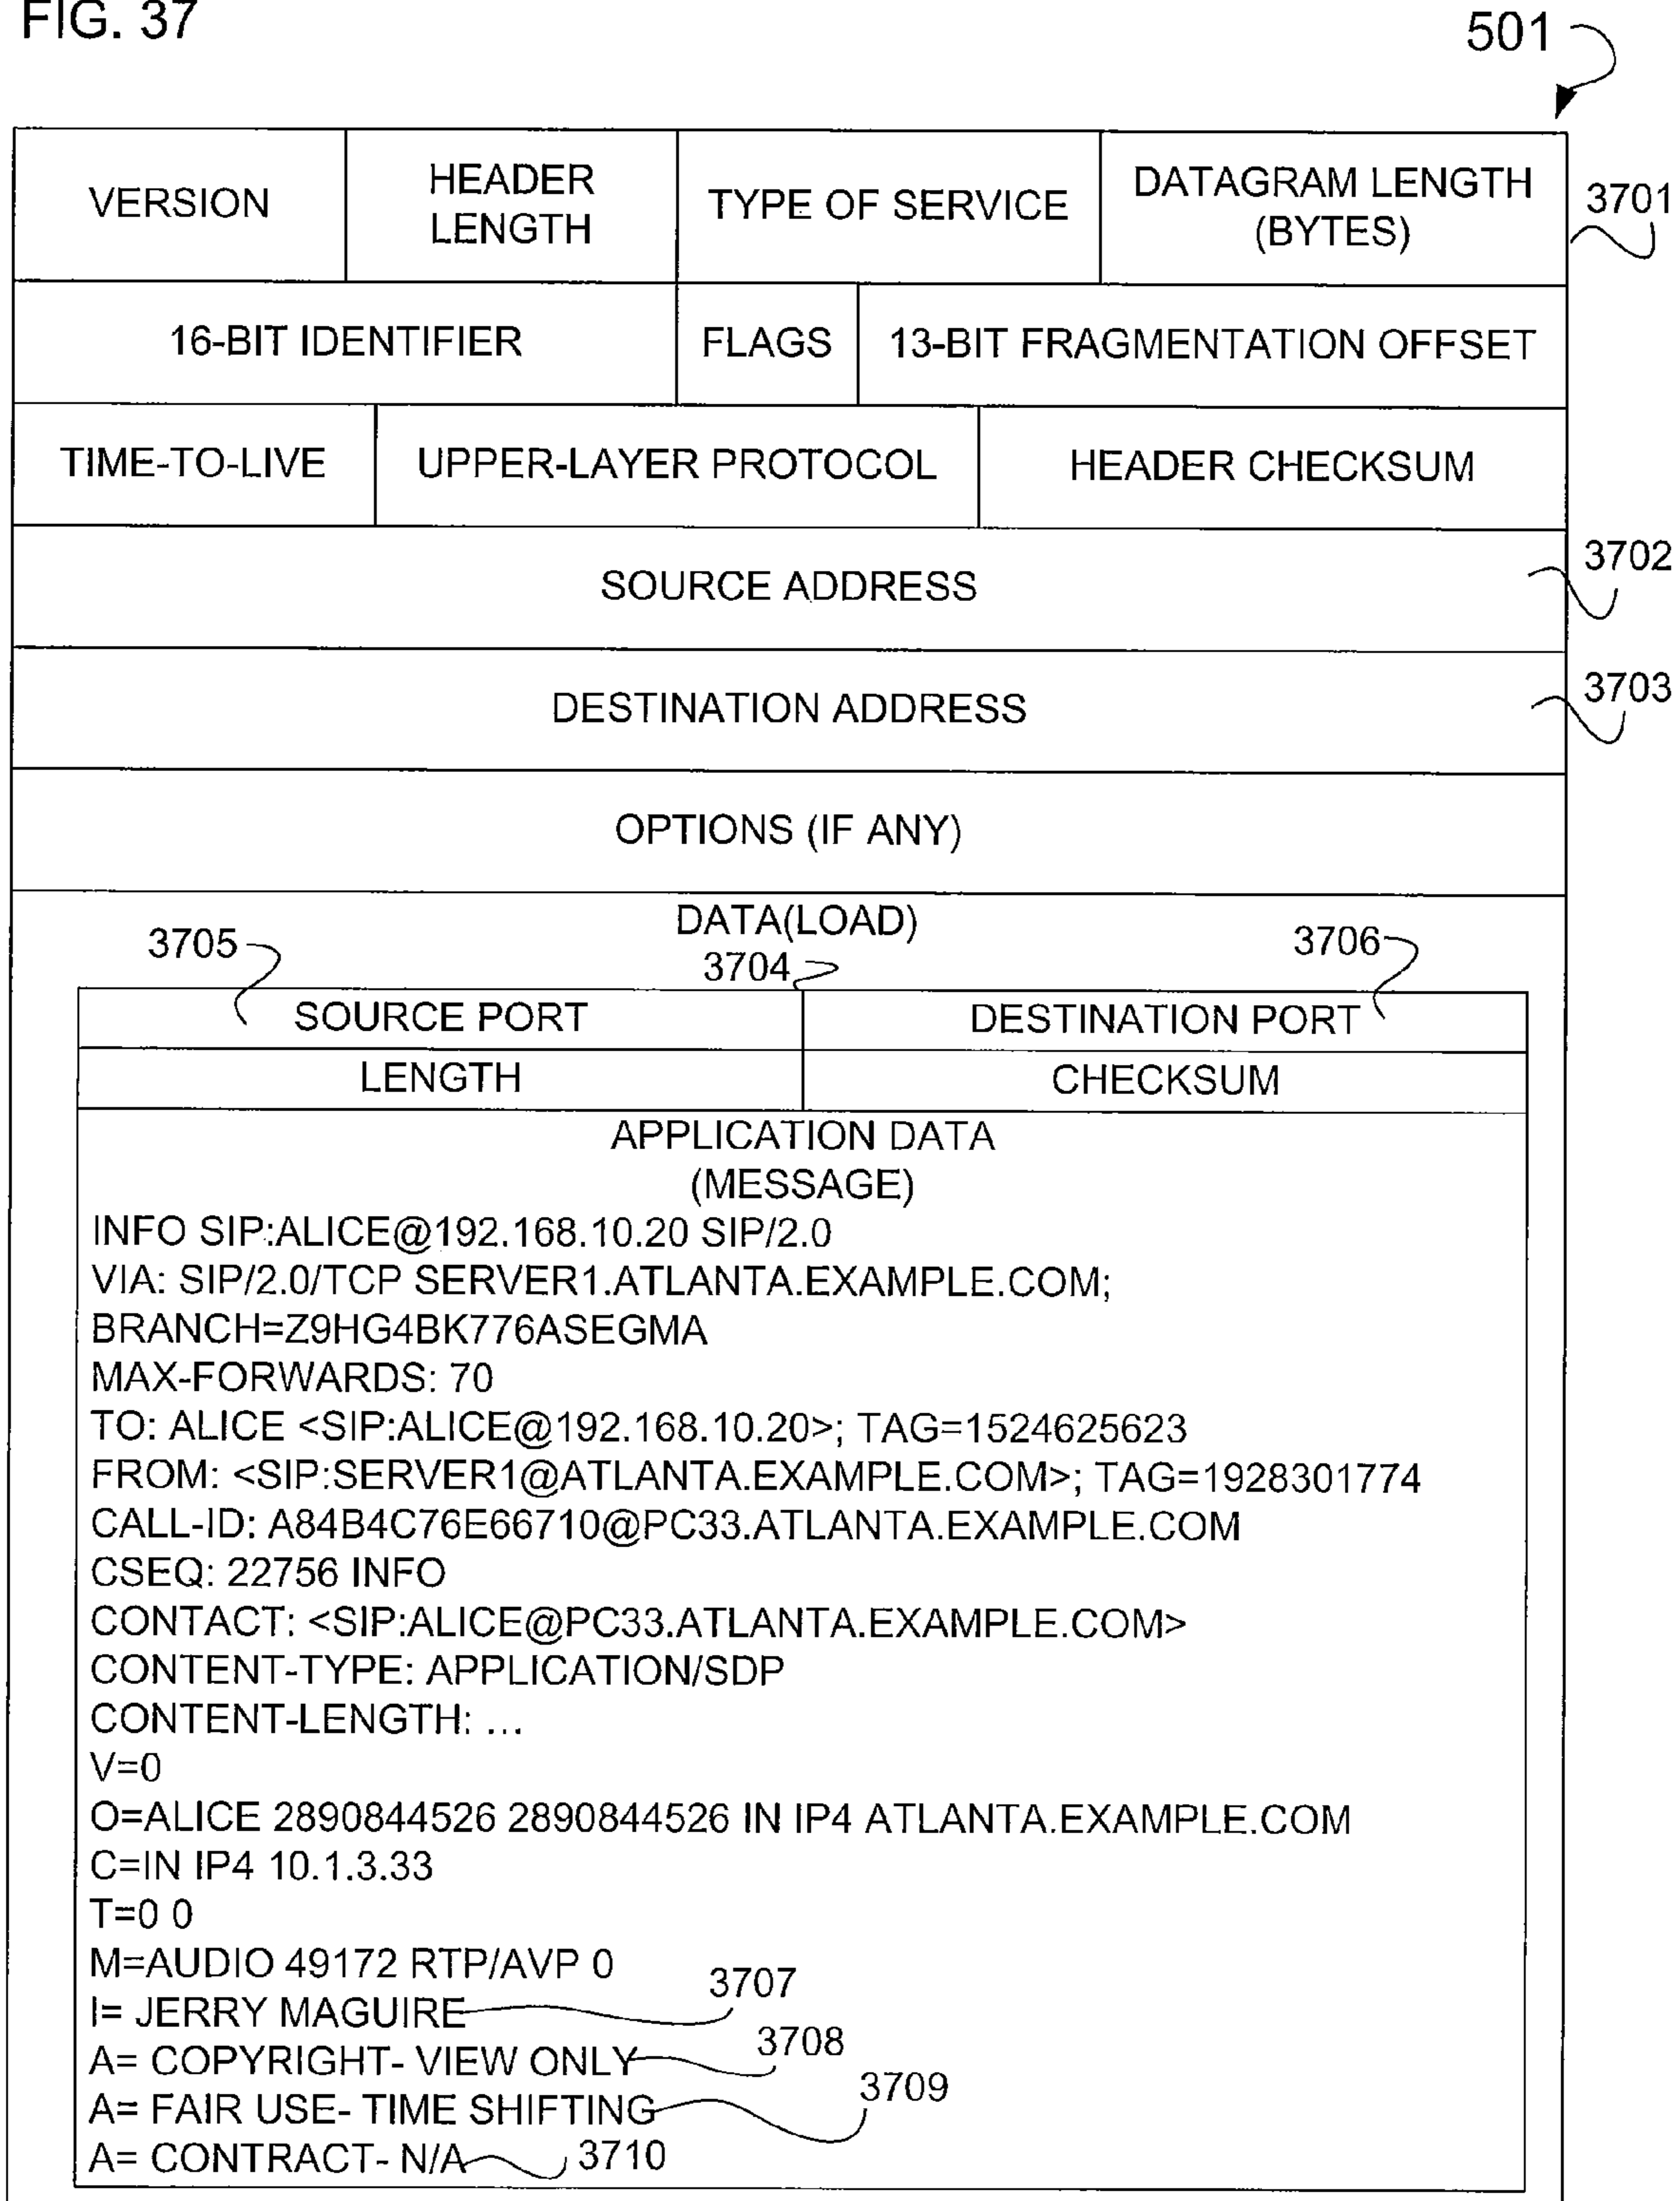 FIG. 37
501
VERSION
HEADER
LENGTH
TYPE OF SERVICE
DATAGRAM LENGTH
(BYTES)
3701
16-BIT IDENTIFIER
FLAGS
13-BIT FRAGMENTATION OFFSET
TIME-TO-LIVE
UPPER-LAYER PROTOCOL
HEADER CHECKSUM
SOURCE ADDRESS
3702
DESTINATION ADDRESS
3703
OPTIONS (IF ANY)
DATA(LOAD)
3705
3704
3706
SOURCE PORT
DESTINATION PORT
LENGTH
CHECKSUM
APPLICATION DATA
(MESSAGE)
INFO SIP:ALICE@192.168.10.20 SIP/2.0
VIA: SIP/2.0/TCP SERVER1.ATLANTA.EXAMPLE.COM;
BRANCH=Z9HG4BK776ASEGMA
MAX-FORWARDS: 70
TO: ALICE <SIP:ALICE@192.168.10.20>; TAG=1524625623
FROM: <SIP:SERVER1@ATLANTA.EXAMPLE.COM>; TAG=1928301774
CALL-ID: A84B4C76E66710@PC33.ATLANTA.EXAMPLE.COM
CSEQ: 22756 INFO
CONTACT: <SIP:ALICE@PC33.ATLANTA.EXAMPLE.COM>
CONTENT-TYPE: APPLICATION/SDP
CONTENT-LENGTH: ...
V=0
O=ALICE 2890844526 2890844526 IN IP4 ATLANTA.EXAMPLE.COM
C=IN IP4 10.1.3.33
T=0 0
M=AUDIO 49172 RTP/AVP 0
I= JERRY MAGUIRE 3707
A= COPYRIGHT- VIEW ONLY 3708
A= FAIR USE- TIME SHIFTING 3709
A= CONTRACT- N/A 3710